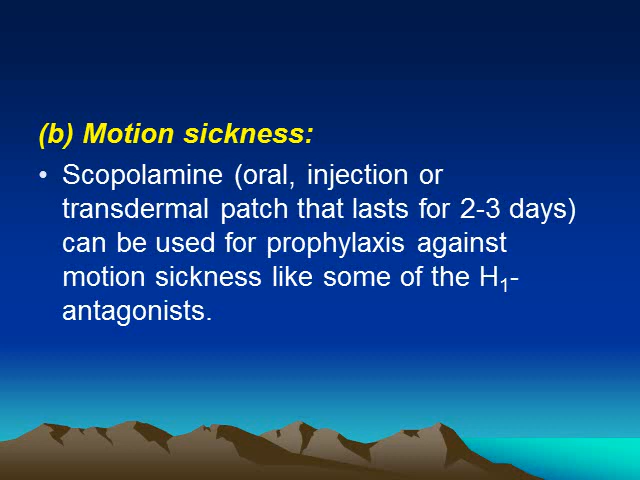 (b) Motion sickness:
• Scopolamine (oral, injection or
transdermal patch that lasts for 2-3 days)
can be used for prophylaxis against
motion sickness like some of the H₁-
antagonists.